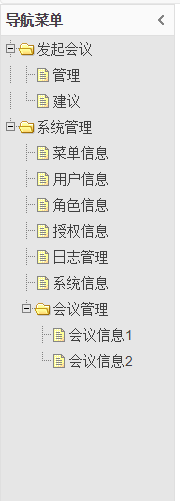 导航菜单
发起会议
管理
建议
系统管理
菜单信息
用户信息
角色信息
授权信息
日志管理
系统信息
会议管理
会议信息1
会议信息2